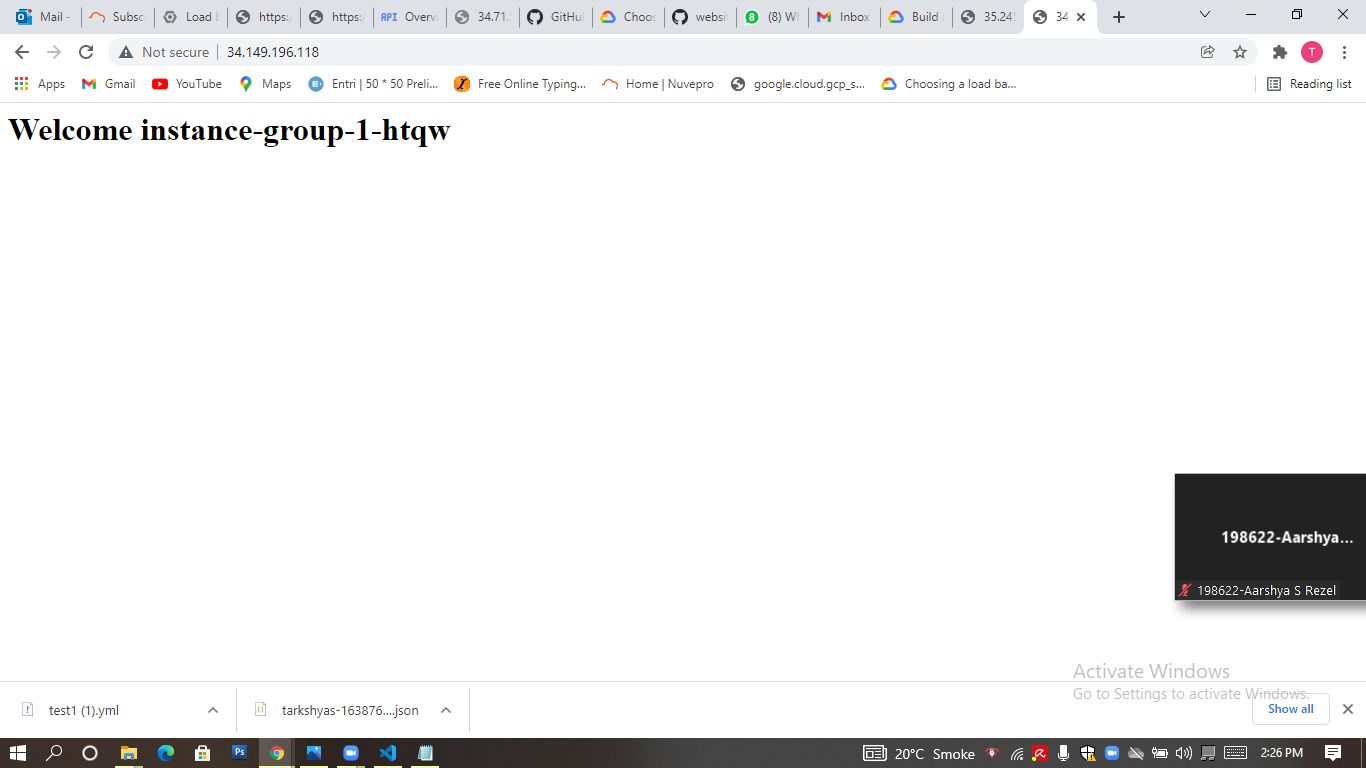 Mail -
Subsc
Load b
https:/
https:/
API Overv
34.71.
GitHu
Choos
websi
(8) W
Inbox
Build
35.245
34
Not secure
34.149.196.118
T
Apps
Gmail
YouTube
Maps
Entri | 50 * 50 Preli...
Free Online Typing...
Home | Nuvepro
google.cloud.gcp_s...
Choosing a load ba...
Reading list
Welcome instance-group-1-htqw
198622-Aarshya...
198622-Aarshya S Rezel
Activate Windows
Go to Settings to activate Windows.
test1 (1).yml
tarkshyas-163876....json
Show all
Ps
20°C Smoke
2:26 PM